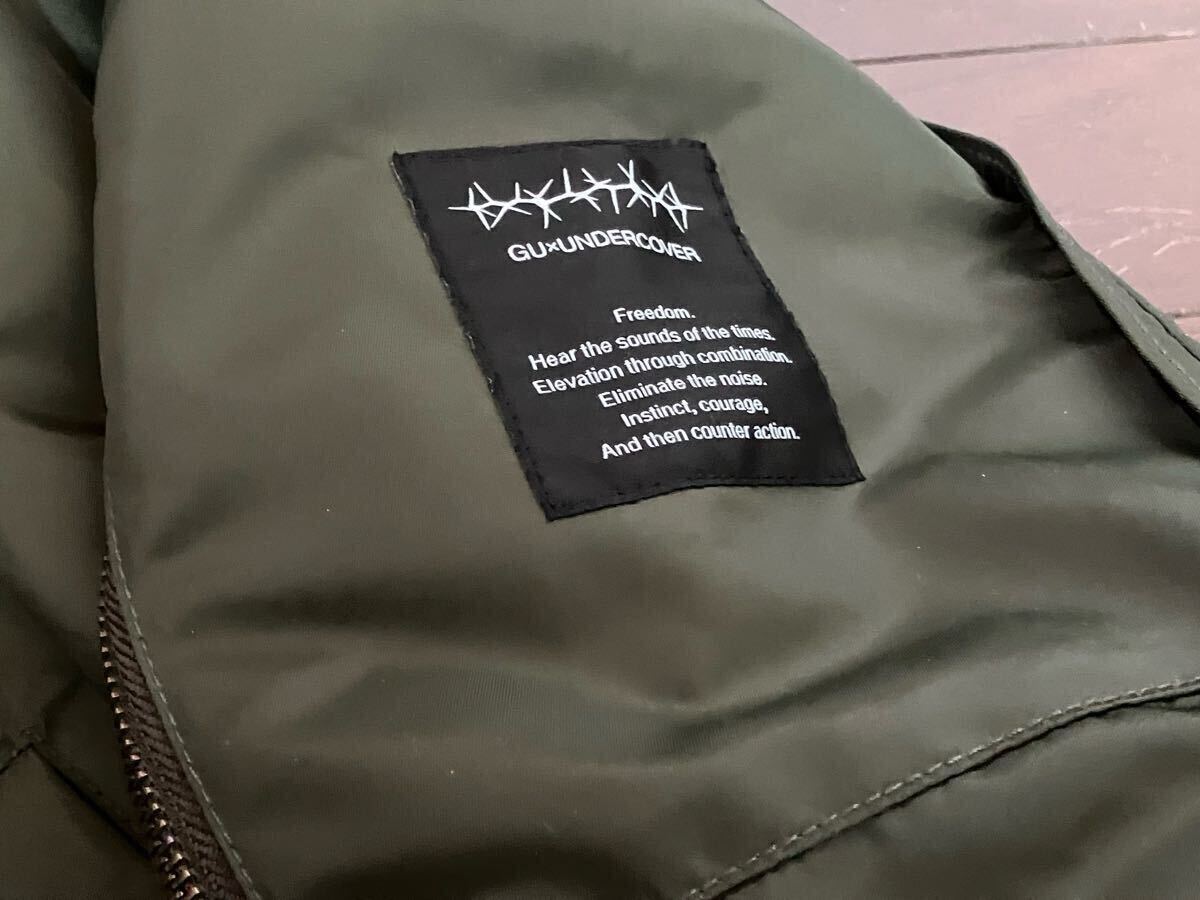 GU×UNDERCOVER
Freedom.
Hear the sounds of the times.
Elevation through combination.
Eliminate the noise.
Instinct, courage,
And then counter action.